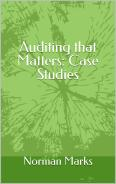 Auditing that
Matters: Case
Studies
Norman Marks